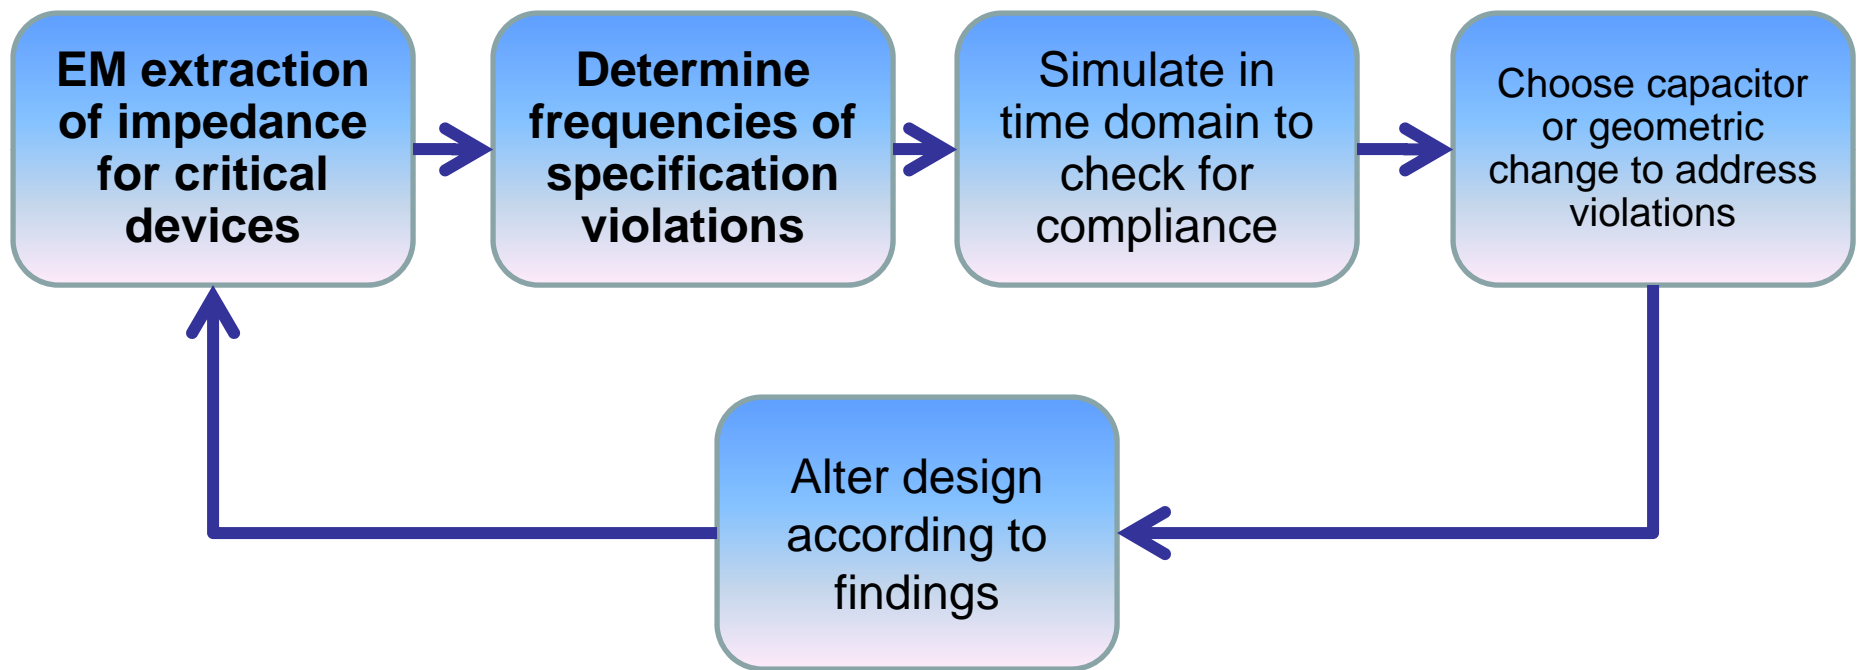 EM extraction
of impedance
for critical
devices
Determine
frequencies of
specification
violations
Simulate in
time domain to
check for
compliance
Choose capacitor
or geometric
change to address
violations
Alter design
according to
findings